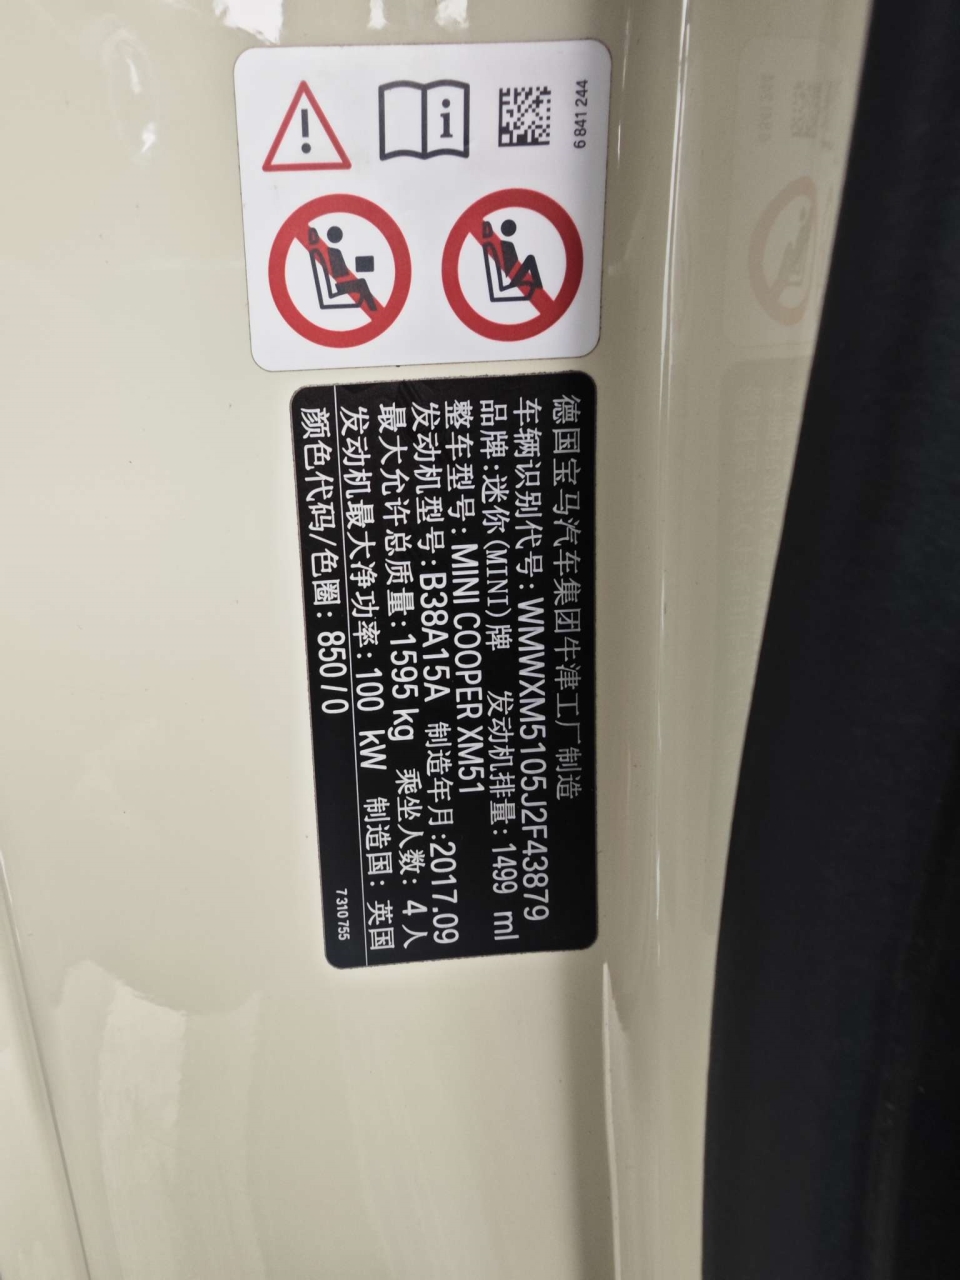 6 841 244
德国宝马汽车集团牛津工厂制造
车辆识别代号: WMWXM5105J2F43879
品牌:迷你(MINI)牌 发动机排量: 1499 ml
整车型号: MINI COOPER XM51
发动机型号: B38A15A 制造年月:2017.09
最大允许总质量: 1595 kg 乘坐人数: 4 人
发动机最大净功率: 100 kW 制造国: 英国
颜色代码/色圈: 850/0
7310 755